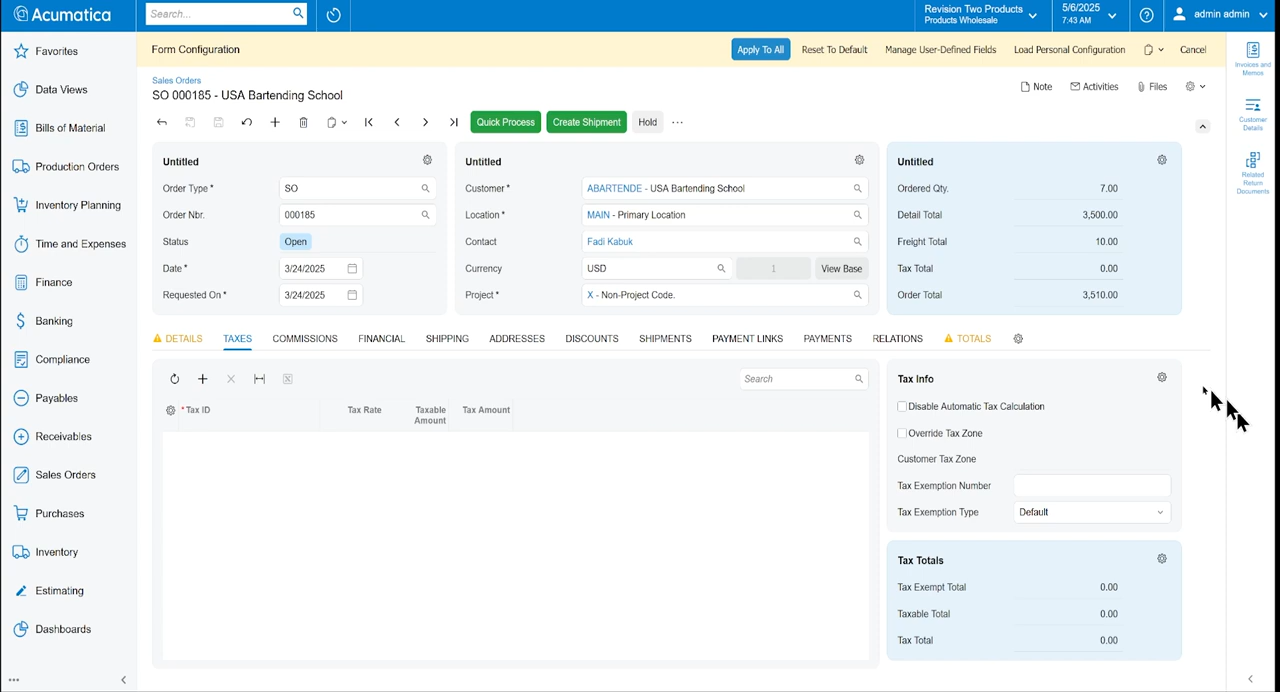 Acumatica
Search...
Revision Two Products
Products Wholesale
5/6/2025
7:43 AM
admin admin
Favorites
Data Views
Bills of Material
Production Orders
Inventory Planning
Time and Expenses
Finance
Banking
Compliance
Payables
Receivables
Sales Orders
Purchases
Inventory
Estimating
Dashboards
Form Configuration
Apply To All
Reset To Default
Manage User-Defined Fields
Load Personal Configuration
Cancel
Sales Orders
SO 000185 - USA Bartending School
Note
Activities
Files
Quick Process
Create Shipment
Hold
Untitled
Order Type * SO
Order Nbr. 000185
Status Open
Date * 3/24/2025
Requested On * 3/24/2025
Untitled
Customer * ABARTENDE - USA Bartending School
Location * MAIN - Primary Location
Contact Fadi Kabuk
Currency USD 1 View Base
Project * X - Non-Project Code.
Untitled
Ordered Qty. 7.00
Detail Total 3,500.00
Freight Total 10.00
Tax Total 0.00
Order Total 3,510.00
DETAILS TAXES COMMISSIONS FINANCIAL SHIPPING ADDRESSES DISCOUNTS SHIPMENTS PAYMENT LINKS PAYMENTS RELATIONS TOTALS
Search
* Tax ID Tax Rate Taxable Amount Tax Amount
Tax Info
Disable Automatic Tax Calculation
Override Tax Zone
Customer Tax Zone
Tax Exemption Number
Tax Exemption Type Default
Tax Totals
Tax Exempt Total 0.00
Taxable Total 0.00
Tax Total 0.00
Invoices and
Memos
Customer
Details
Related
Return
Documents